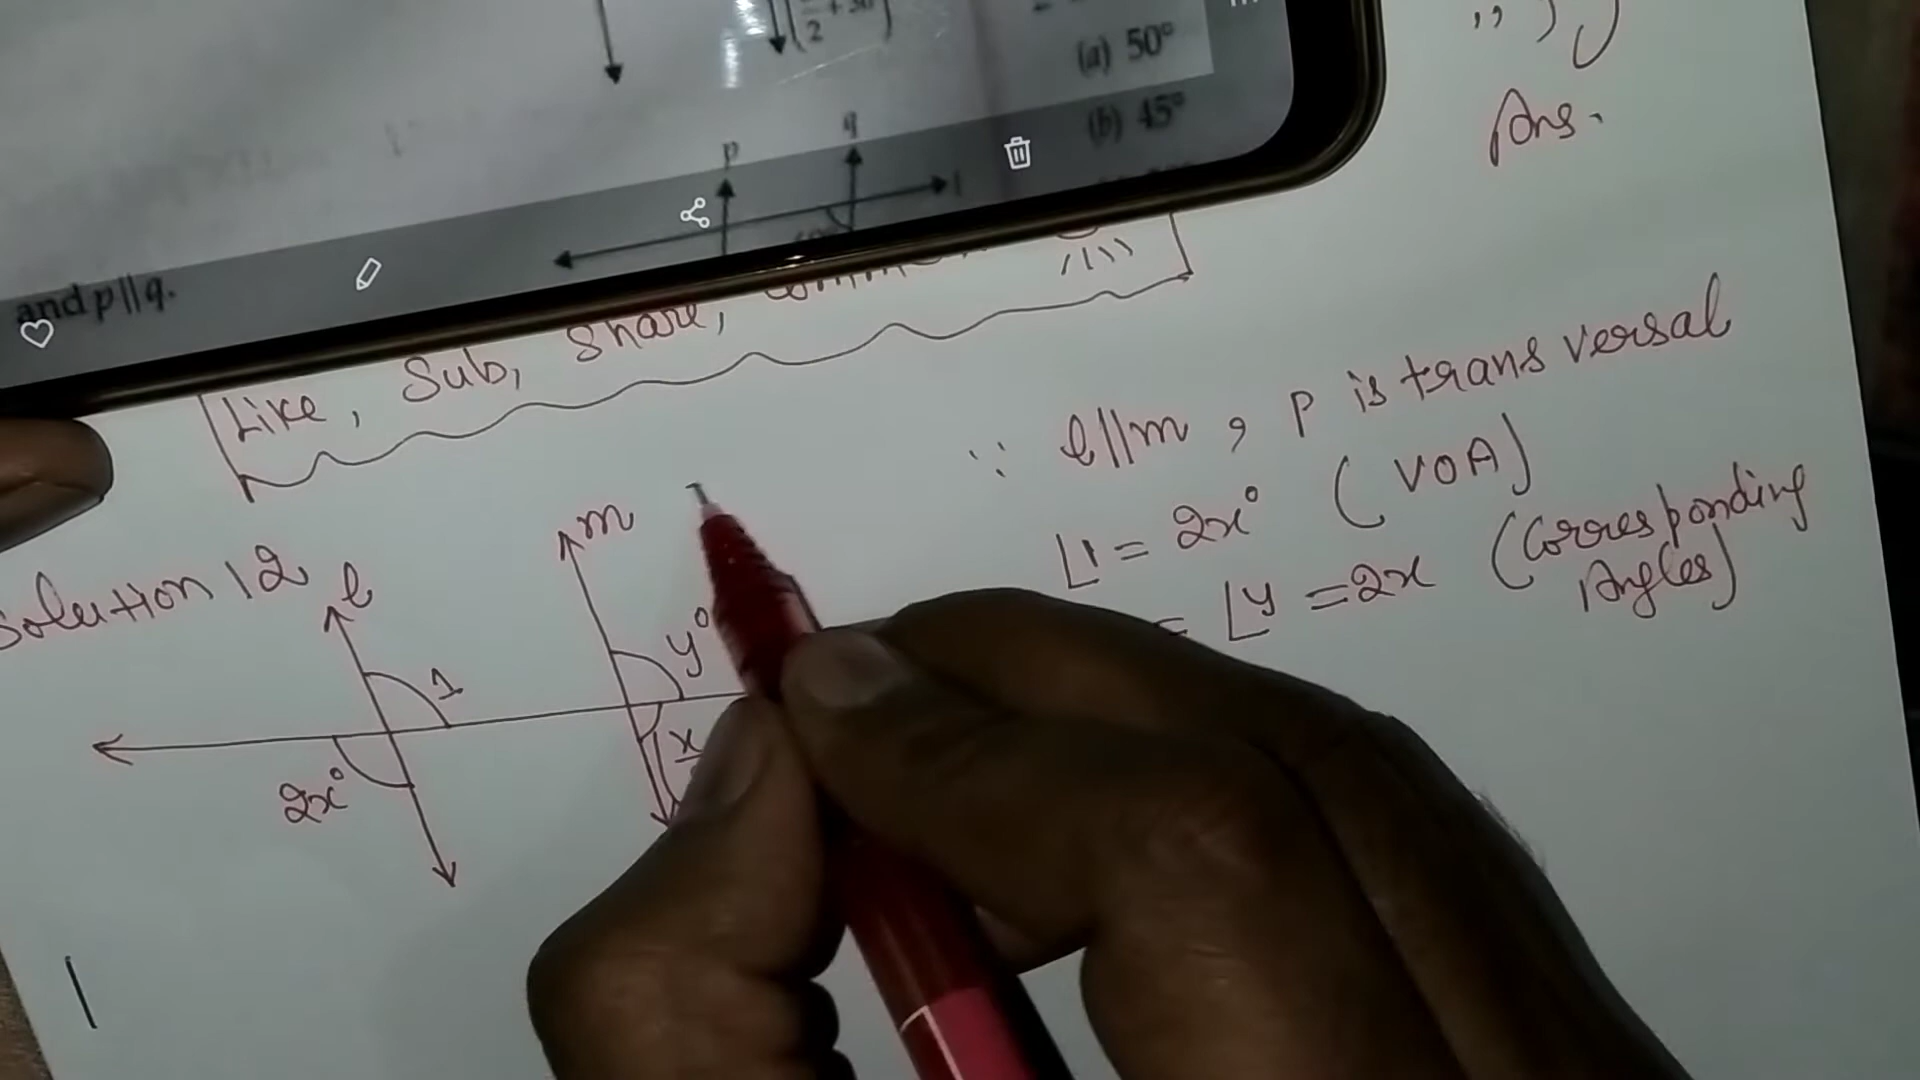 (a) 50°
(b) 45°
p
q
l
and p||q.
Ans.
Like, Sub, Share,
Solution 12
l
m
1
y°
2x°
x
∵ l||m, P is transversal
∠1 = 2x° (VOA)
= ∠y = 2x (Corresponding
Angles)